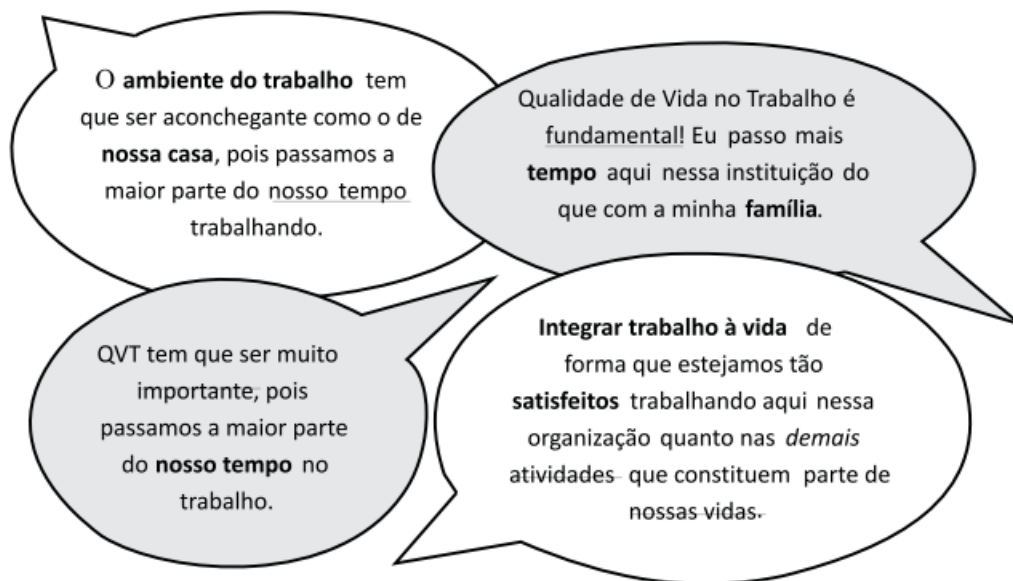 O ambiente do trabalho tem
que ser aconchegante como o de
nossa casa, pois passamos a
maior parte do nosso tempo
trabalhando.
Qualidade de Vida no Trabalho é
fundamental! Eu passo mais
tempo aqui nessa instituição do
que com a minha família.
QVT tem que ser muito
importante, pois
passamos a maior parte
do nosso tempo no
trabalho.
Integrar trabalho à vida de
forma que estejamos tão
satisfeitos trabalhando aqui nessa
organização quanto nas demais
atividades que constituem parte de
nossas vidas.